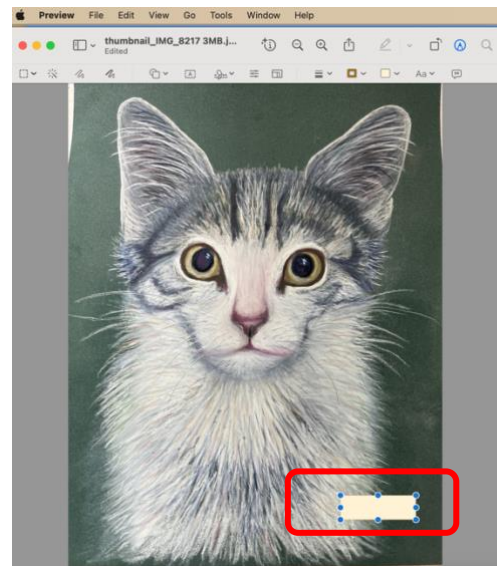 Preview File Edit View Go Tools Window Help
thumbnail_IMG_8217 3MB.j...
Edited
Aa